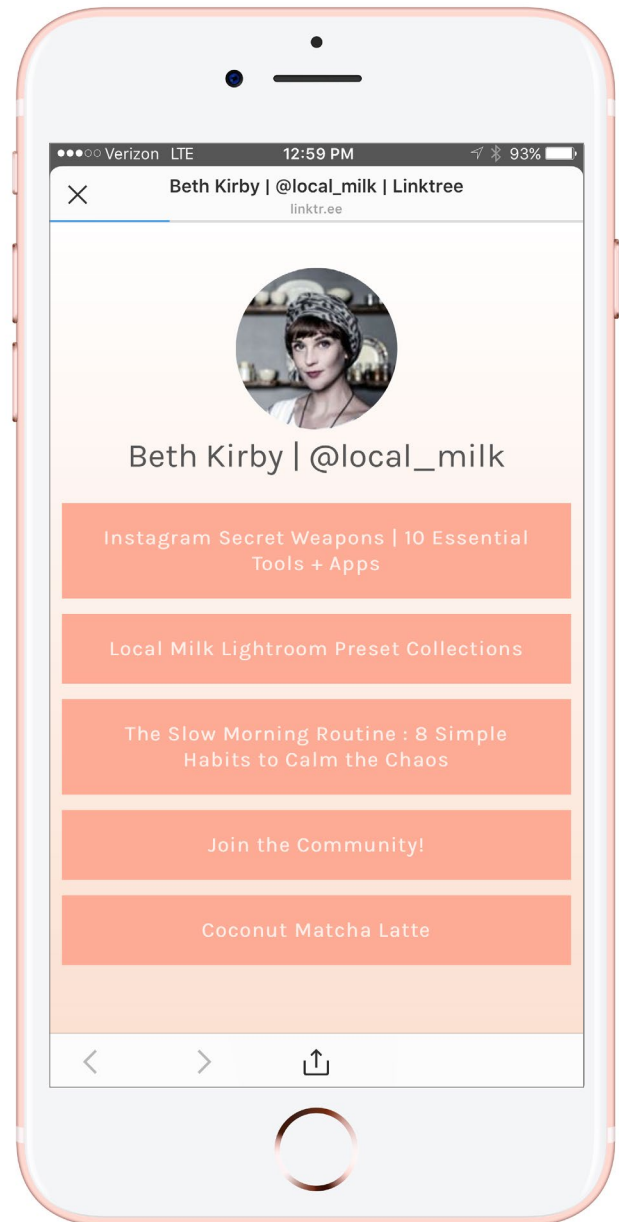 Verizon LTE 12:59 PM 93%
Beth Kirby | @local_milk | Linktree
linktr.ee
Beth Kirby | @local_milk
Instagram Secret Weapons | 10 Essential
Tools + Apps
Local Milk Lightroom Preset Collections
The Slow Morning Routine : 8 Simple
Habits to Calm the Chaos
Join the Community!
Coconut Matcha Latte